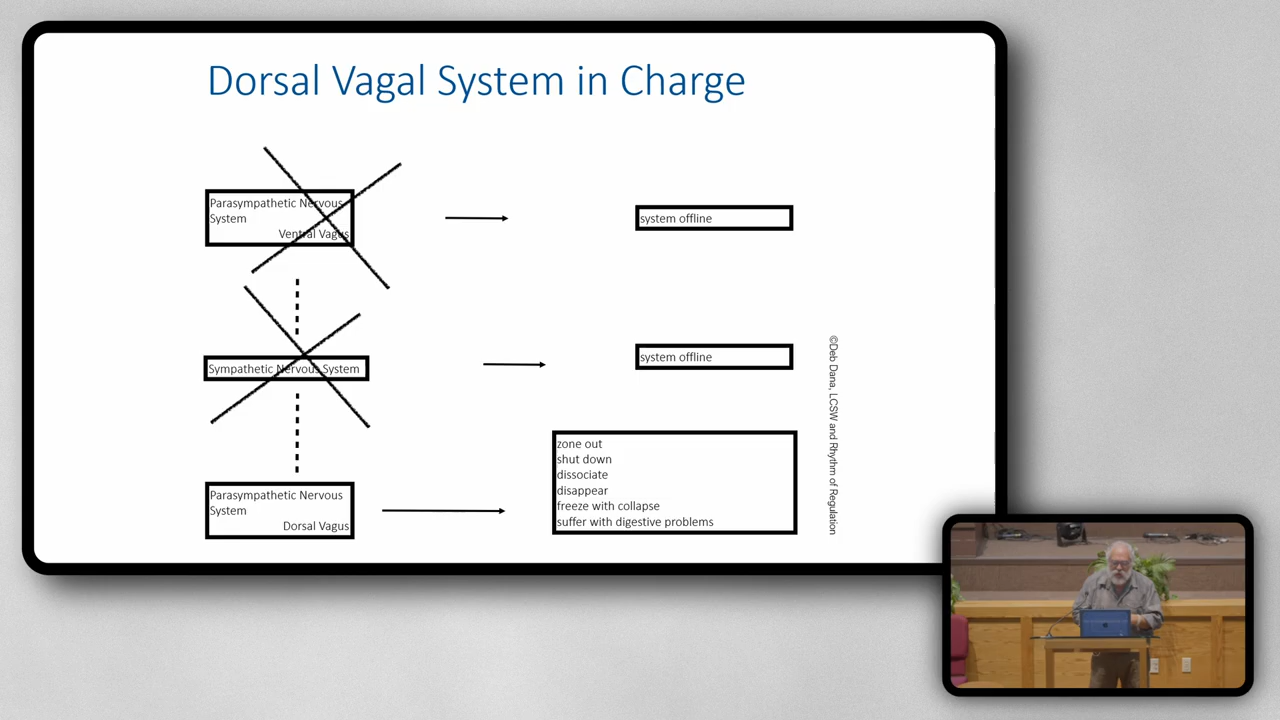 Dorsal Vagal System in Charge
Parasympathetic Nervous
System
Ventral Vagus
system offline
Sympathetic Nervous System
system offline
Parasympathetic Nervous
System
Dorsal Vagus
zone out
shut down
dissociate
disappear
freeze with collapse
suffer with digestive problems
©Deb Dana, LCSW and Rhythm of Regulation